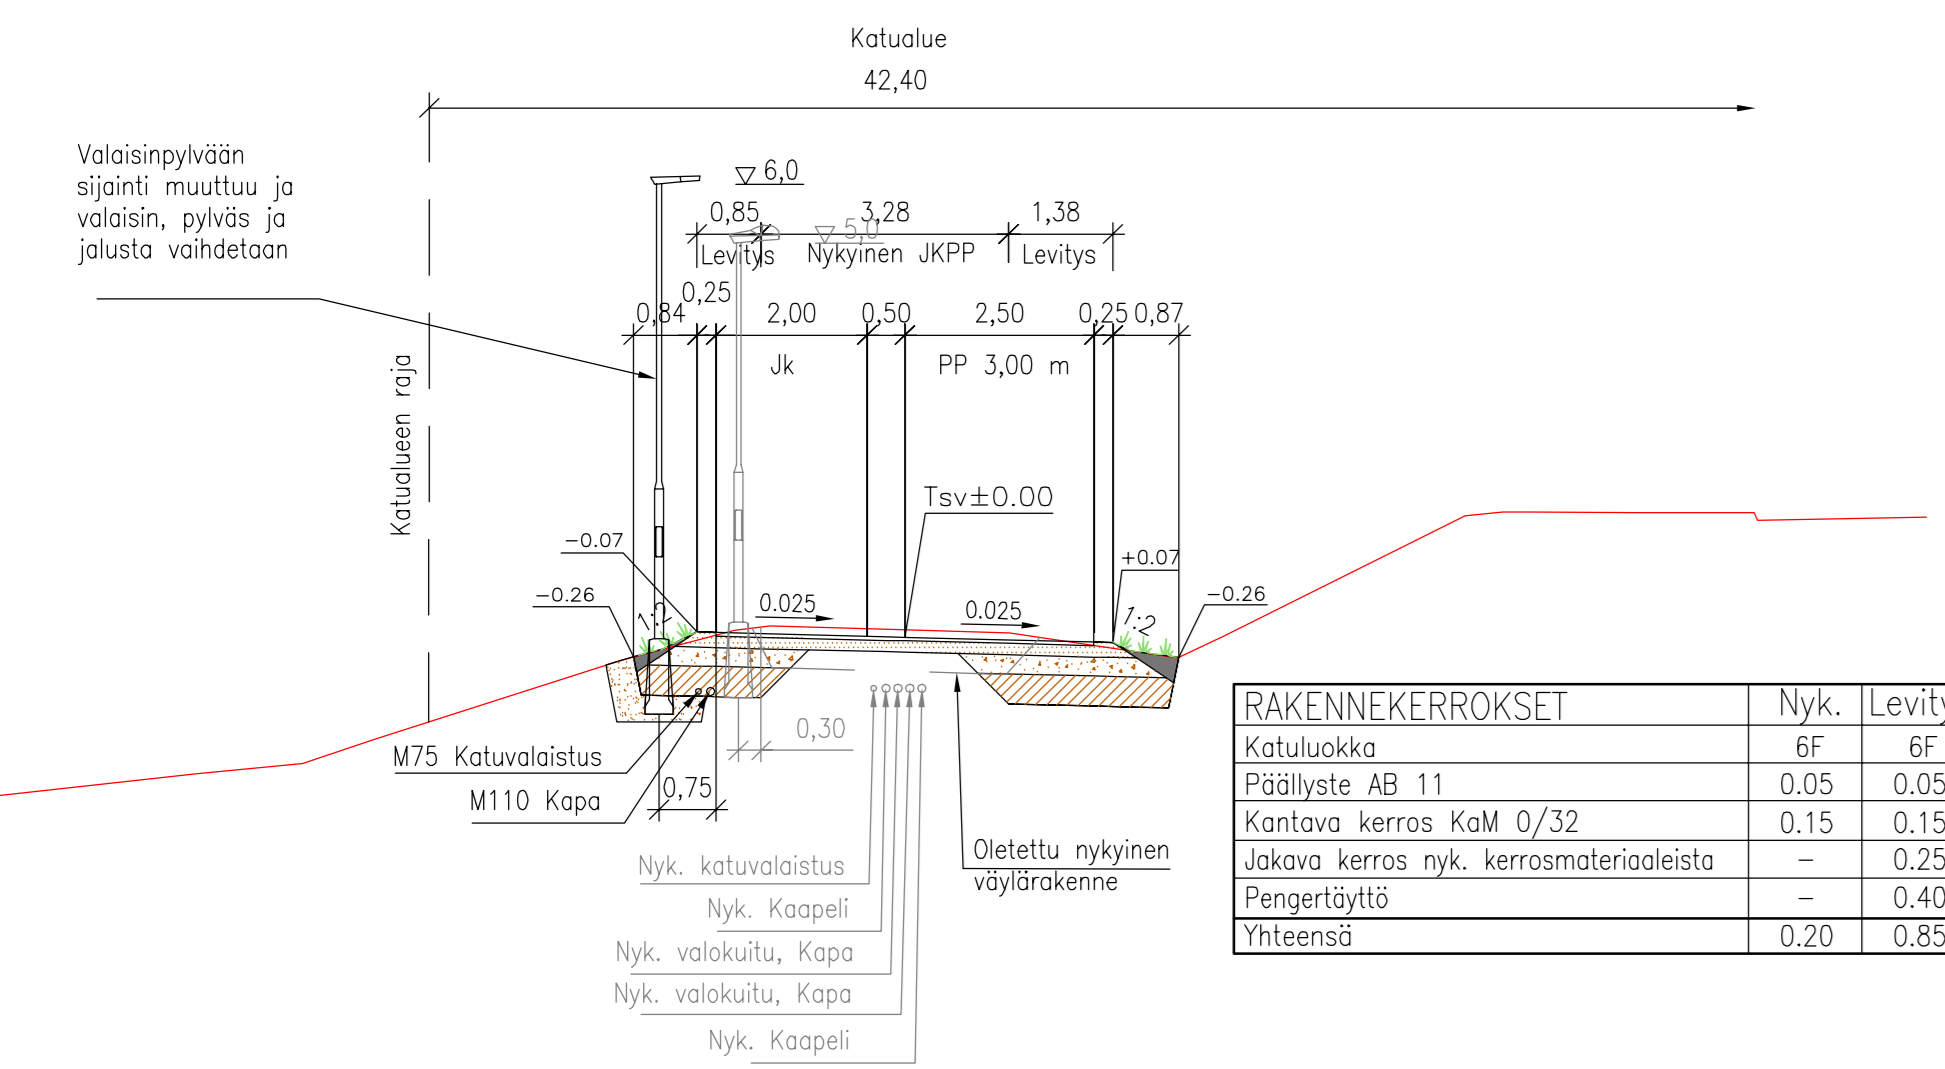 Katualue
42,40
Valaisinpylvään
sijainti muuttuu ja
valaisin, pylväs ja
jalusta vaihdetaan
6,0
0,85 3,28 1,38
5,0
Levitys Nykyinen JKPP Levitys
0,25
0,84 2,00 0,50 2,50 0,25 0,87
Jk PP 3,00 m
Katualueen raja
Tsv±0.00
-0.07 +0.07
-0.26 -0.26
0.025 0.025
1:2 1:2
0,30
M75 Katuvalaistus
0,75
M110 Kapa
Nyk. katuvalaistus
Nyk. Kaapeli
Nyk. valokuitu, Kapa
Nyk. valokuitu, Kapa
Nyk. Kaapeli
Oletettu nykyinen
väylärakenne
RAKENNEKERROKSET Nyk. Levity
Katuluokka 6F 6F
Päällyste AB 11 0.05 0.05
Kantava kerros KaM 0/32 0.15 0.15
Jakava kerros nyk. kerrosmateriaaleista - 0.25
Pengertäyttö - 0.40
Yhteensä 0.20 0.85